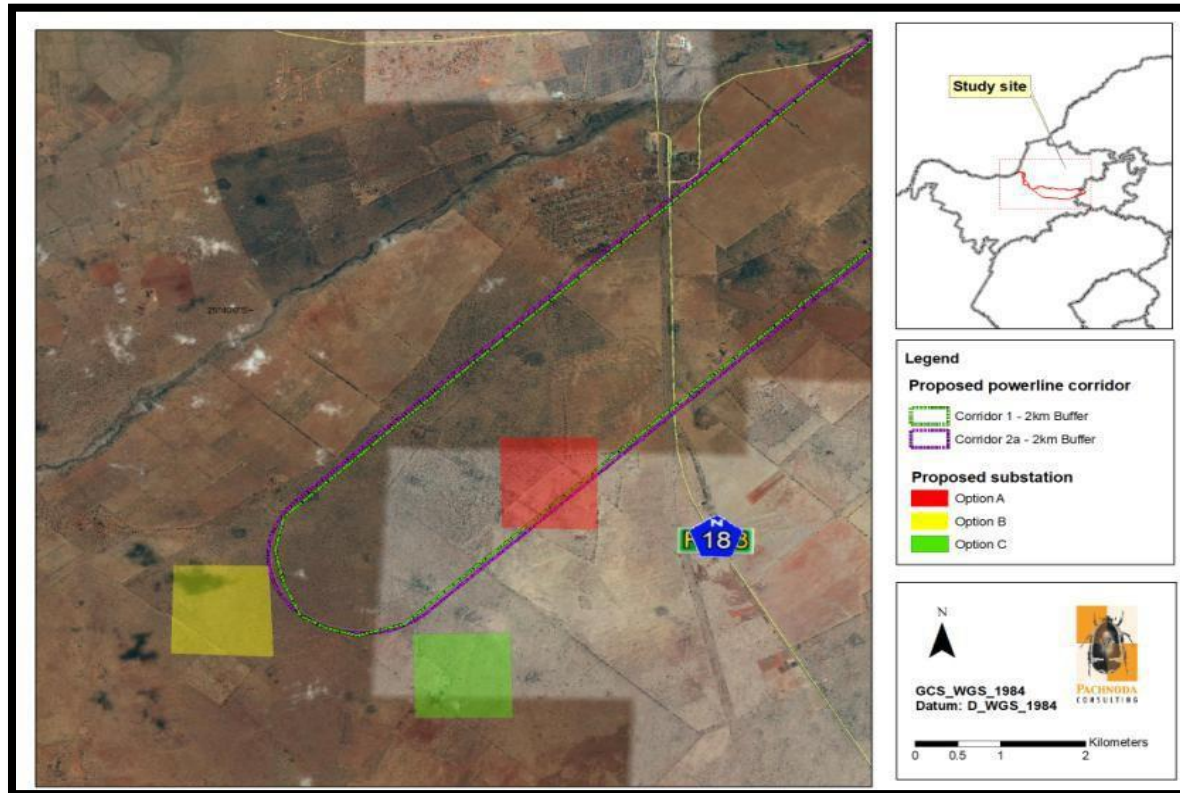 Study site
Legend
Proposed powerline corridor
Corridor 1 - 2km Buffer
Corridor 2a - 2km Buffer
Proposed substation
Option A
Option B
Option C
N
18
N
PACHNODA
CONSULTING
GCS_WGS_1984
Datum: D_WGS_1984
Kilometers
0 0.5 1 2